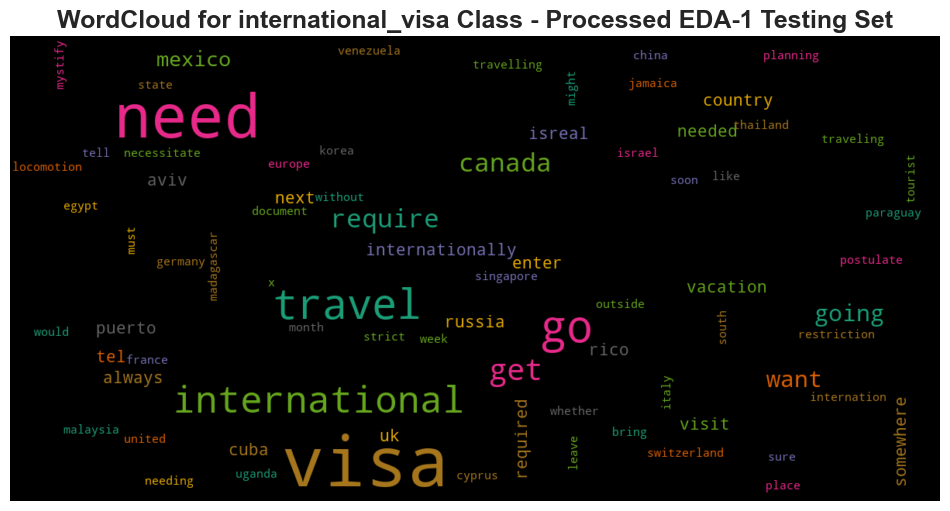 WordCloud for international_visa Class - Processed EDA-1 Testing Set
mystify
mexico
venezuela
travelling
china
planning
state
might
jamaica
need
country
isreal
needed
thailand
traveling
tell
necessitate
korea
israel
locomotion
europe
canada
aviv
soon
like
tourist
egypt
next
without
document
require
paraguay
must
internationally
germany
madagascar
enter
postulate
singapore
x
travel
vacation
outside
puerto
would
month
strict
week
russia
go
going
south
restriction
rico
tel
france
always
get
want
international
italy
internation
whether
required
somewhere
malaysia
united
cuba
uk
visa
leave
bring
visit
switzerland
sure
needing
uganda
cyprus
place